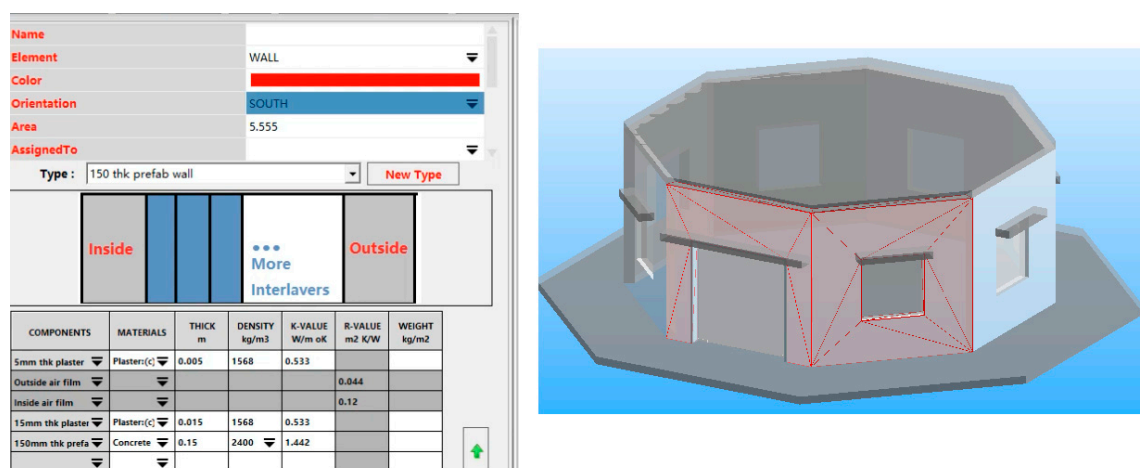 Name
Element WALL
Color
Orientation SOUTH
Area 5.555
AssignedTo
Type : 150 thk prefab wall New Type
Inside ••• More Interlavers Outside
COMPONENTS MATERIALS THICK m DENSITY kg/m3 K-VALUE W/m oK R-VALUE m2 K/W WEIGHT kg/m2
5mm thk plaster Plaster:(c) 0.005 1568 0.533
Outside air film 0.044
Inside air film 0.12
15mm thk plaster Plaster:(c) 0.015 1568 0.533
150mm thk prefa Concrete 0.15 2400 1.442